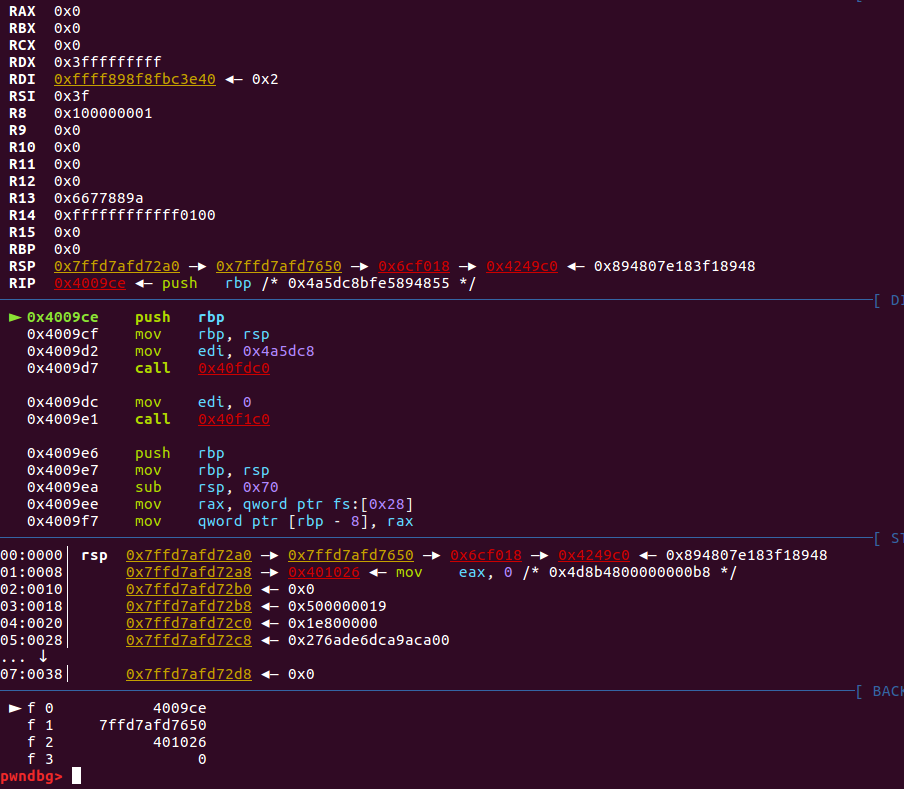 [
RAX 0x0
RBX 0x0
RCX 0x0
RDX 0x3fffffffff
RDI 0xffff898f8fbc3e40 ◂— 0x2
RSI 0x3f
R8 0x100000001
R9 0x0
R10 0x0
R11 0x0
R12 0x0
R13 0x6677889a
R14 0xffffffffffff0100
R15 0x0
RBP 0x0
RSP 0x7ffd7afd72a0 —▸ 0x7ffd7afd7650 —▸ 0x6cf018 —▸ 0x4249c0 ◂— 0x894807e183f18948
RIP 0x4009ce ◂— push rbp /* 0x4a5dc8bfe5894855 */
[ DI
► 0x4009ce push rbp
0x4009cf mov rbp, rsp
0x4009d2 mov edi, 0x4a5dc8
0x4009d7 call 0x40fdc0
0x4009dc mov edi, 0
0x4009e1 call 0x40f1c0
0x4009e6 push rbp
0x4009e7 mov rbp, rsp
0x4009ea sub rsp, 0x70
0x4009ee mov rax, qword ptr fs:[0x28]
0x4009f7 mov qword ptr [rbp - 8], rax
[ ST
00:0000│ rsp 0x7ffd7afd72a0 —▸ 0x7ffd7afd7650 —▸ 0x6cf018 —▸ 0x4249c0 ◂— 0x894807e183f18948
01:0008│ 0x7ffd7afd72a8 —▸ 0x401026 ◂— mov eax, 0 /* 0x4d8b4800000000b8 */
02:0010│ 0x7ffd7afd72b0 ◂— 0x0
03:0018│ 0x7ffd7afd72b8 ◂— 0x500000019
04:0020│ 0x7ffd7afd72c0 ◂— 0x1e800000
05:0028│ 0x7ffd7afd72c8 ◂— 0x276ade6dca9aca00
... ↓
07:0038│ 0x7ffd7afd72d8 ◂— 0x0
[ BACK
► f 0 4009ce
f 1 7ffd7afd7650
f 2 401026
f 3 0
pwndbg>